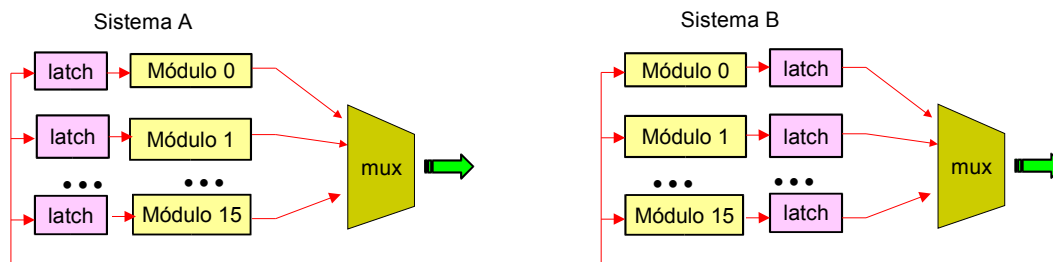 Sistema A
latch
Módulo 0
latch
Módulo 1
• • •
• • •
latch
Módulo 15
mux
Sistema B
Módulo 0
latch
Módulo 1
latch
• • •
• • •
Módulo 15
latch
mux